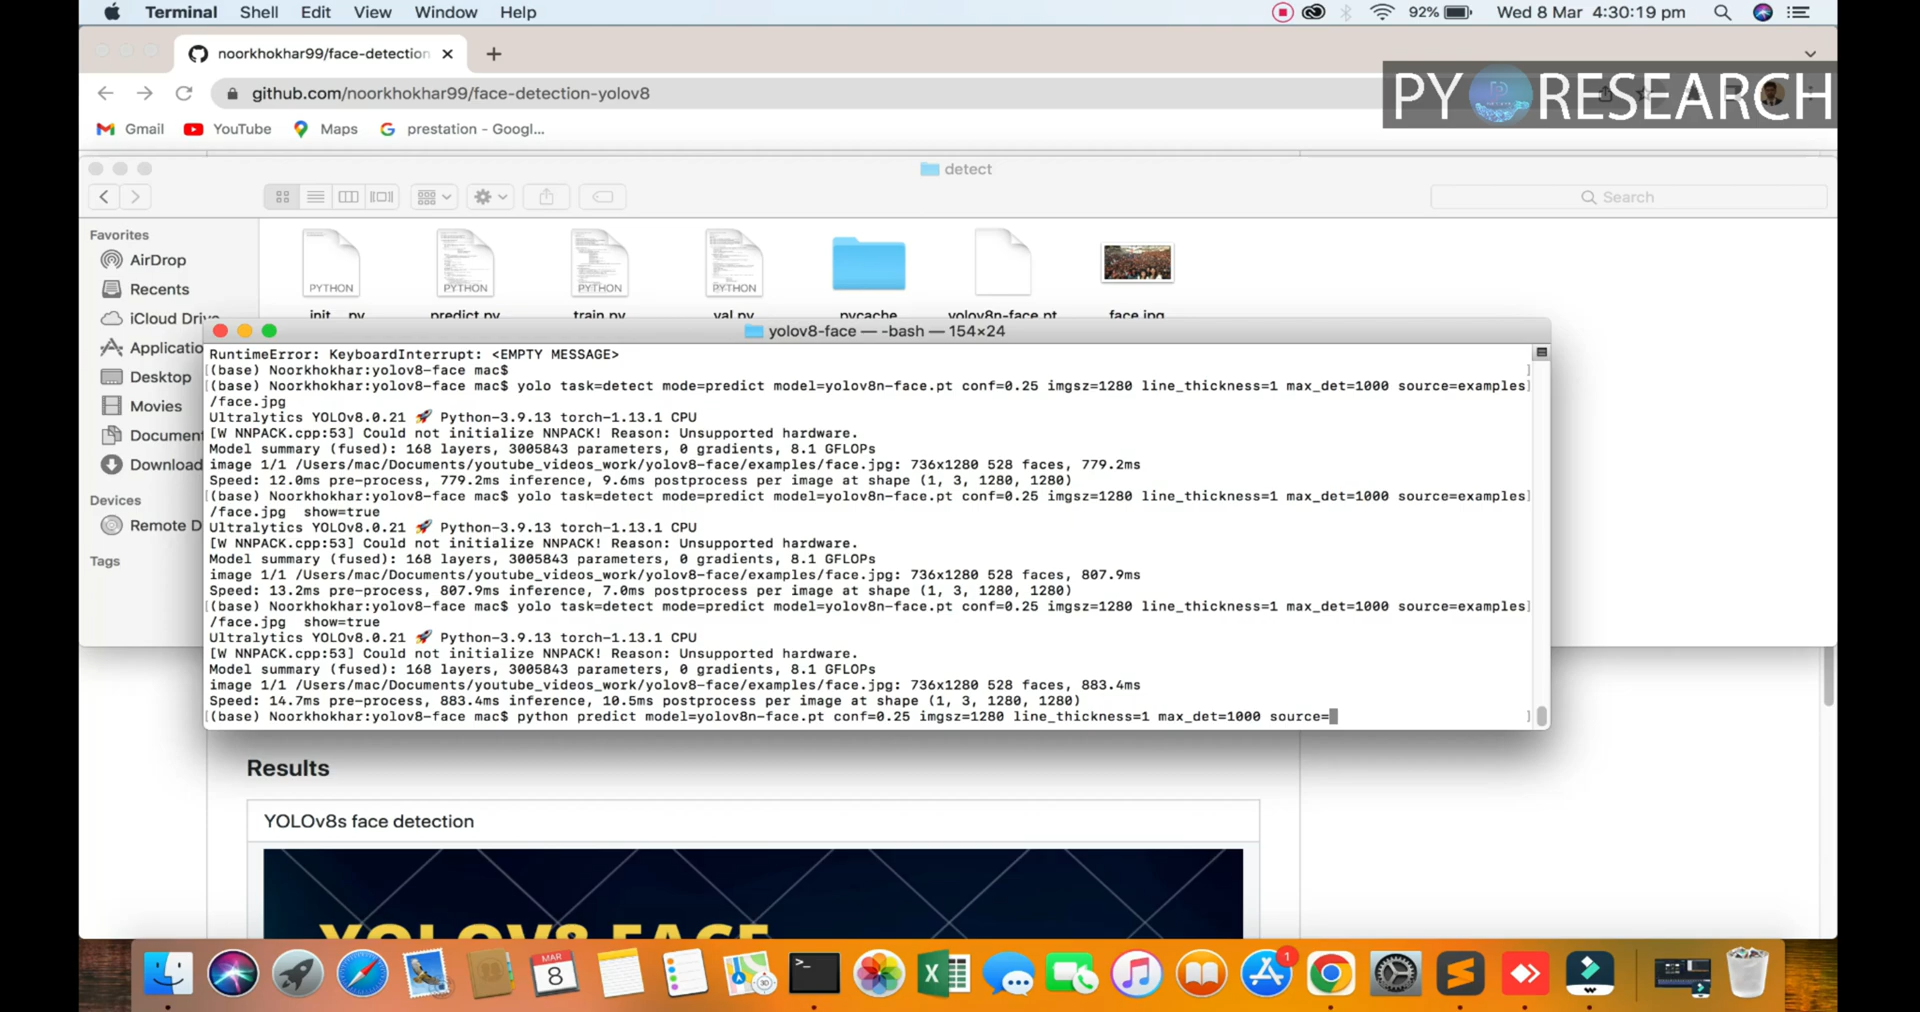 Terminal Shell Edit View Window Help 92% Wed 8 Mar 4:30:19 pm
noorkhokhar99/face-detection
github.com/noorkhokhar99/face-detection-yolov8
PY RESEARCH
Gmail YouTube Maps prestation - Googl...
detect
Search
Favorites
AirDrop
Recents
iCloud Driv
Applicatio
Desktop
Movies
Documen
Download
Devices
Remote D
Tags
PYTHON PYTHON PYTHON PYTHON
init py predict.py train.py val.py pycache yolov8n-face.pt face.jpg
yolov8-face — -bash — 154×24
RuntimeError: KeyboardInterrupt: <EMPTY MESSAGE>
(base) Noorkhokhar:yolov8-face mac$
(base) Noorkhokhar:yolov8-face mac$ yolo task=detect mode=predict model=yolov8n-face.pt conf=0.25 imgsz=1280 line_thickness=1 max_det=1000 source=examples
/face.jpg
Ultralytics YOLOv8.0.21 🚀 Python-3.9.13 torch-1.13.1 CPU
[W NNPACK.cpp:53] Could not initialize NNPACK! Reason: Unsupported hardware.
Model summary (fused): 168 layers, 3005843 parameters, 0 gradients, 8.1 GFLOPs
image 1/1 /Users/mac/Documents/youtube_videos_work/yolov8-face/examples/face.jpg: 736x1280 528 faces, 779.2ms
Speed: 12.0ms pre-process, 779.2ms inference, 9.6ms postprocess per image at shape (1, 3, 1280, 1280)
(base) Noorkhokhar:yolov8-face mac$ yolo task=detect mode=predict model=yolov8n-face.pt conf=0.25 imgsz=1280 line_thickness=1 max_det=1000 source=examples
/face.jpg  show=true
Ultralytics YOLOv8.0.21 🚀 Python-3.9.13 torch-1.13.1 CPU
[W NNPACK.cpp:53] Could not initialize NNPACK! Reason: Unsupported hardware.
Model summary (fused): 168 layers, 3005843 parameters, 0 gradients, 8.1 GFLOPs
image 1/1 /Users/mac/Documents/youtube_videos_work/yolov8-face/examples/face.jpg: 736x1280 528 faces, 807.9ms
Speed: 13.2ms pre-process, 807.9ms inference, 7.0ms postprocess per image at shape (1, 3, 1280, 1280)
(base) Noorkhokhar:yolov8-face mac$ yolo task=detect mode=predict model=yolov8n-face.pt conf=0.25 imgsz=1280 line_thickness=1 max_det=1000 source=examples
/face.jpg  show=true
Ultralytics YOLOv8.0.21 🚀 Python-3.9.13 torch-1.13.1 CPU
[W NNPACK.cpp:53] Could not initialize NNPACK! Reason: Unsupported hardware.
Model summary (fused): 168 layers, 3005843 parameters, 0 gradients, 8.1 GFLOPs
image 1/1 /Users/mac/Documents/youtube_videos_work/yolov8-face/examples/face.jpg: 736x1280 528 faces, 883.4ms
Speed: 14.7ms pre-process, 883.4ms inference, 10.5ms postprocess per image at shape (1, 3, 1280, 1280)
(base) Noorkhokhar:yolov8-face mac$ python predict model=yolov8n-face.pt conf=0.25 imgsz=1280 line_thickness=1 max_det=1000 source=
Results
YOLOv8s face detection
YOLOV8 FACE
MAR
8
1